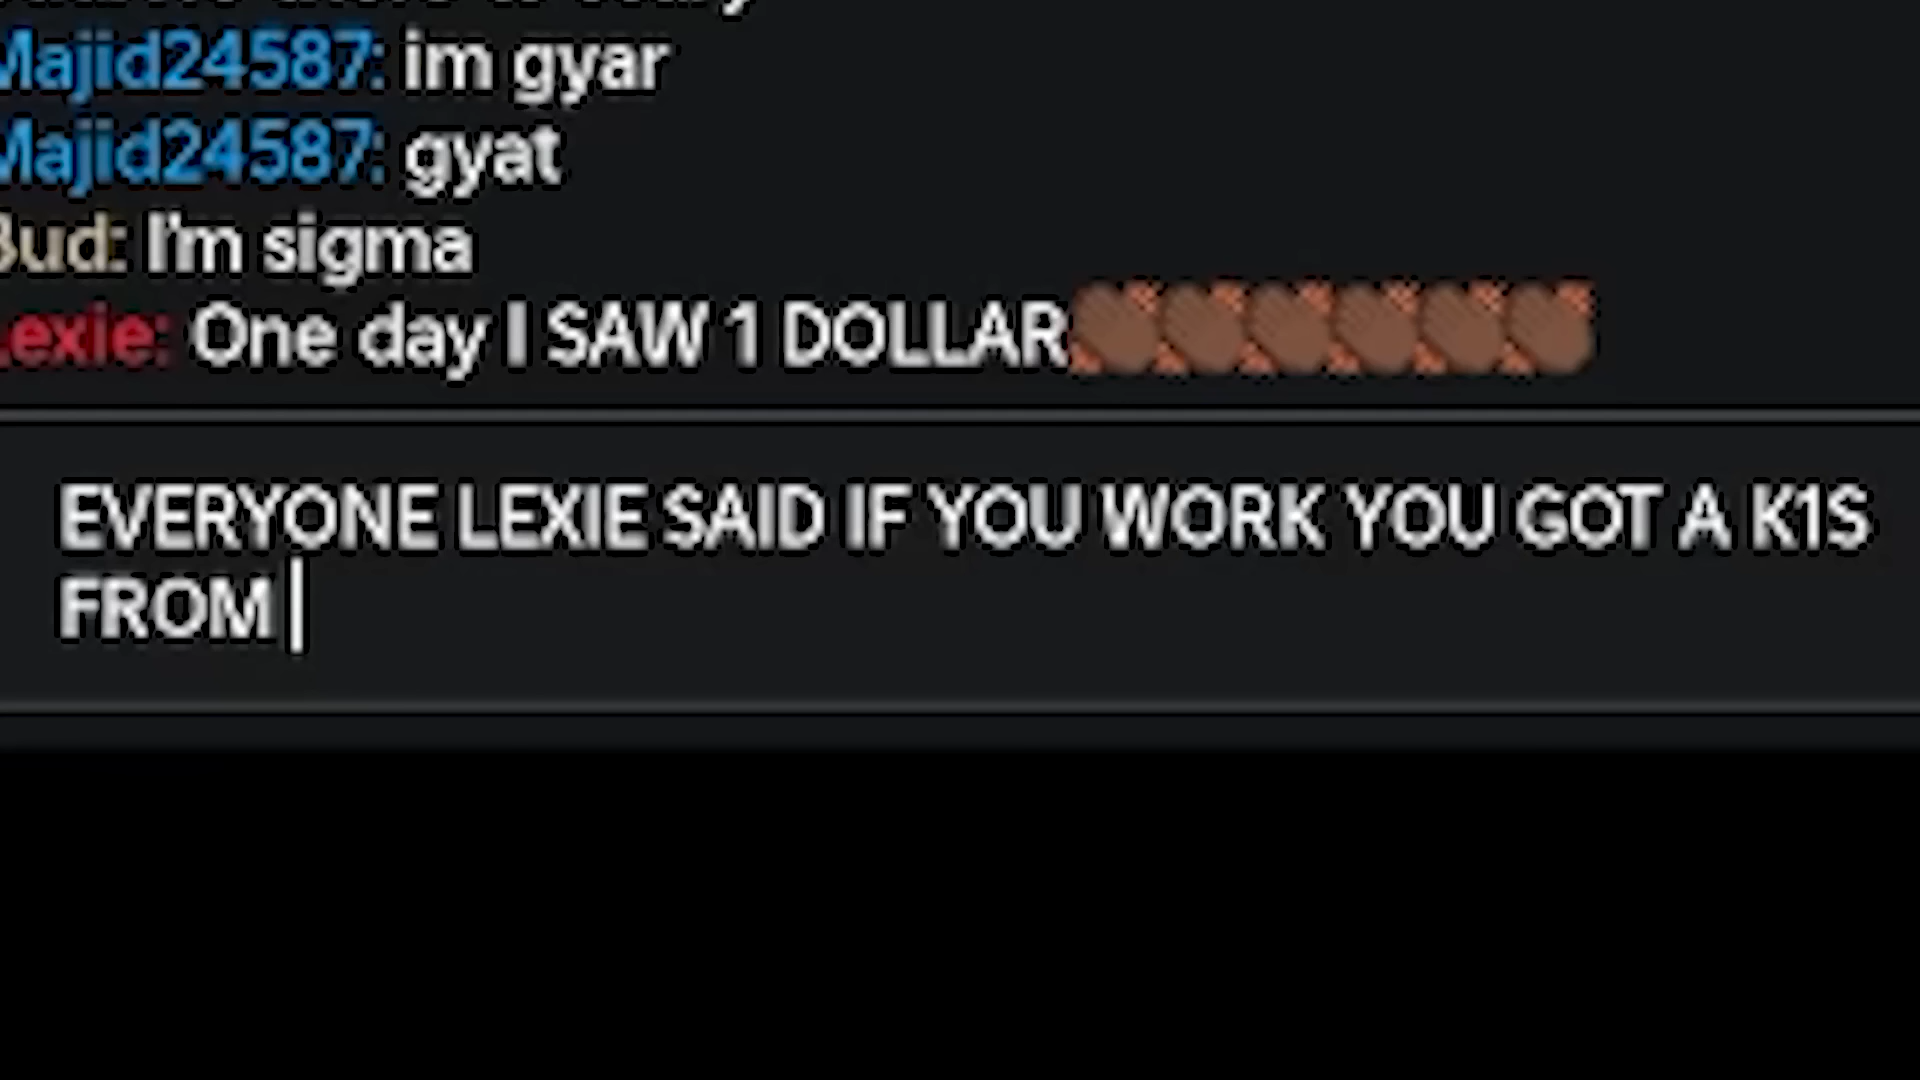 Majid24587: im gyar
Majid24587: gyat
Bud: I'm sigma
Lexie: One day I SAW 1 DOLLAR
EVERYONE LEXIE SAID IF YOU WORK YOU GOT A K1S
FROM